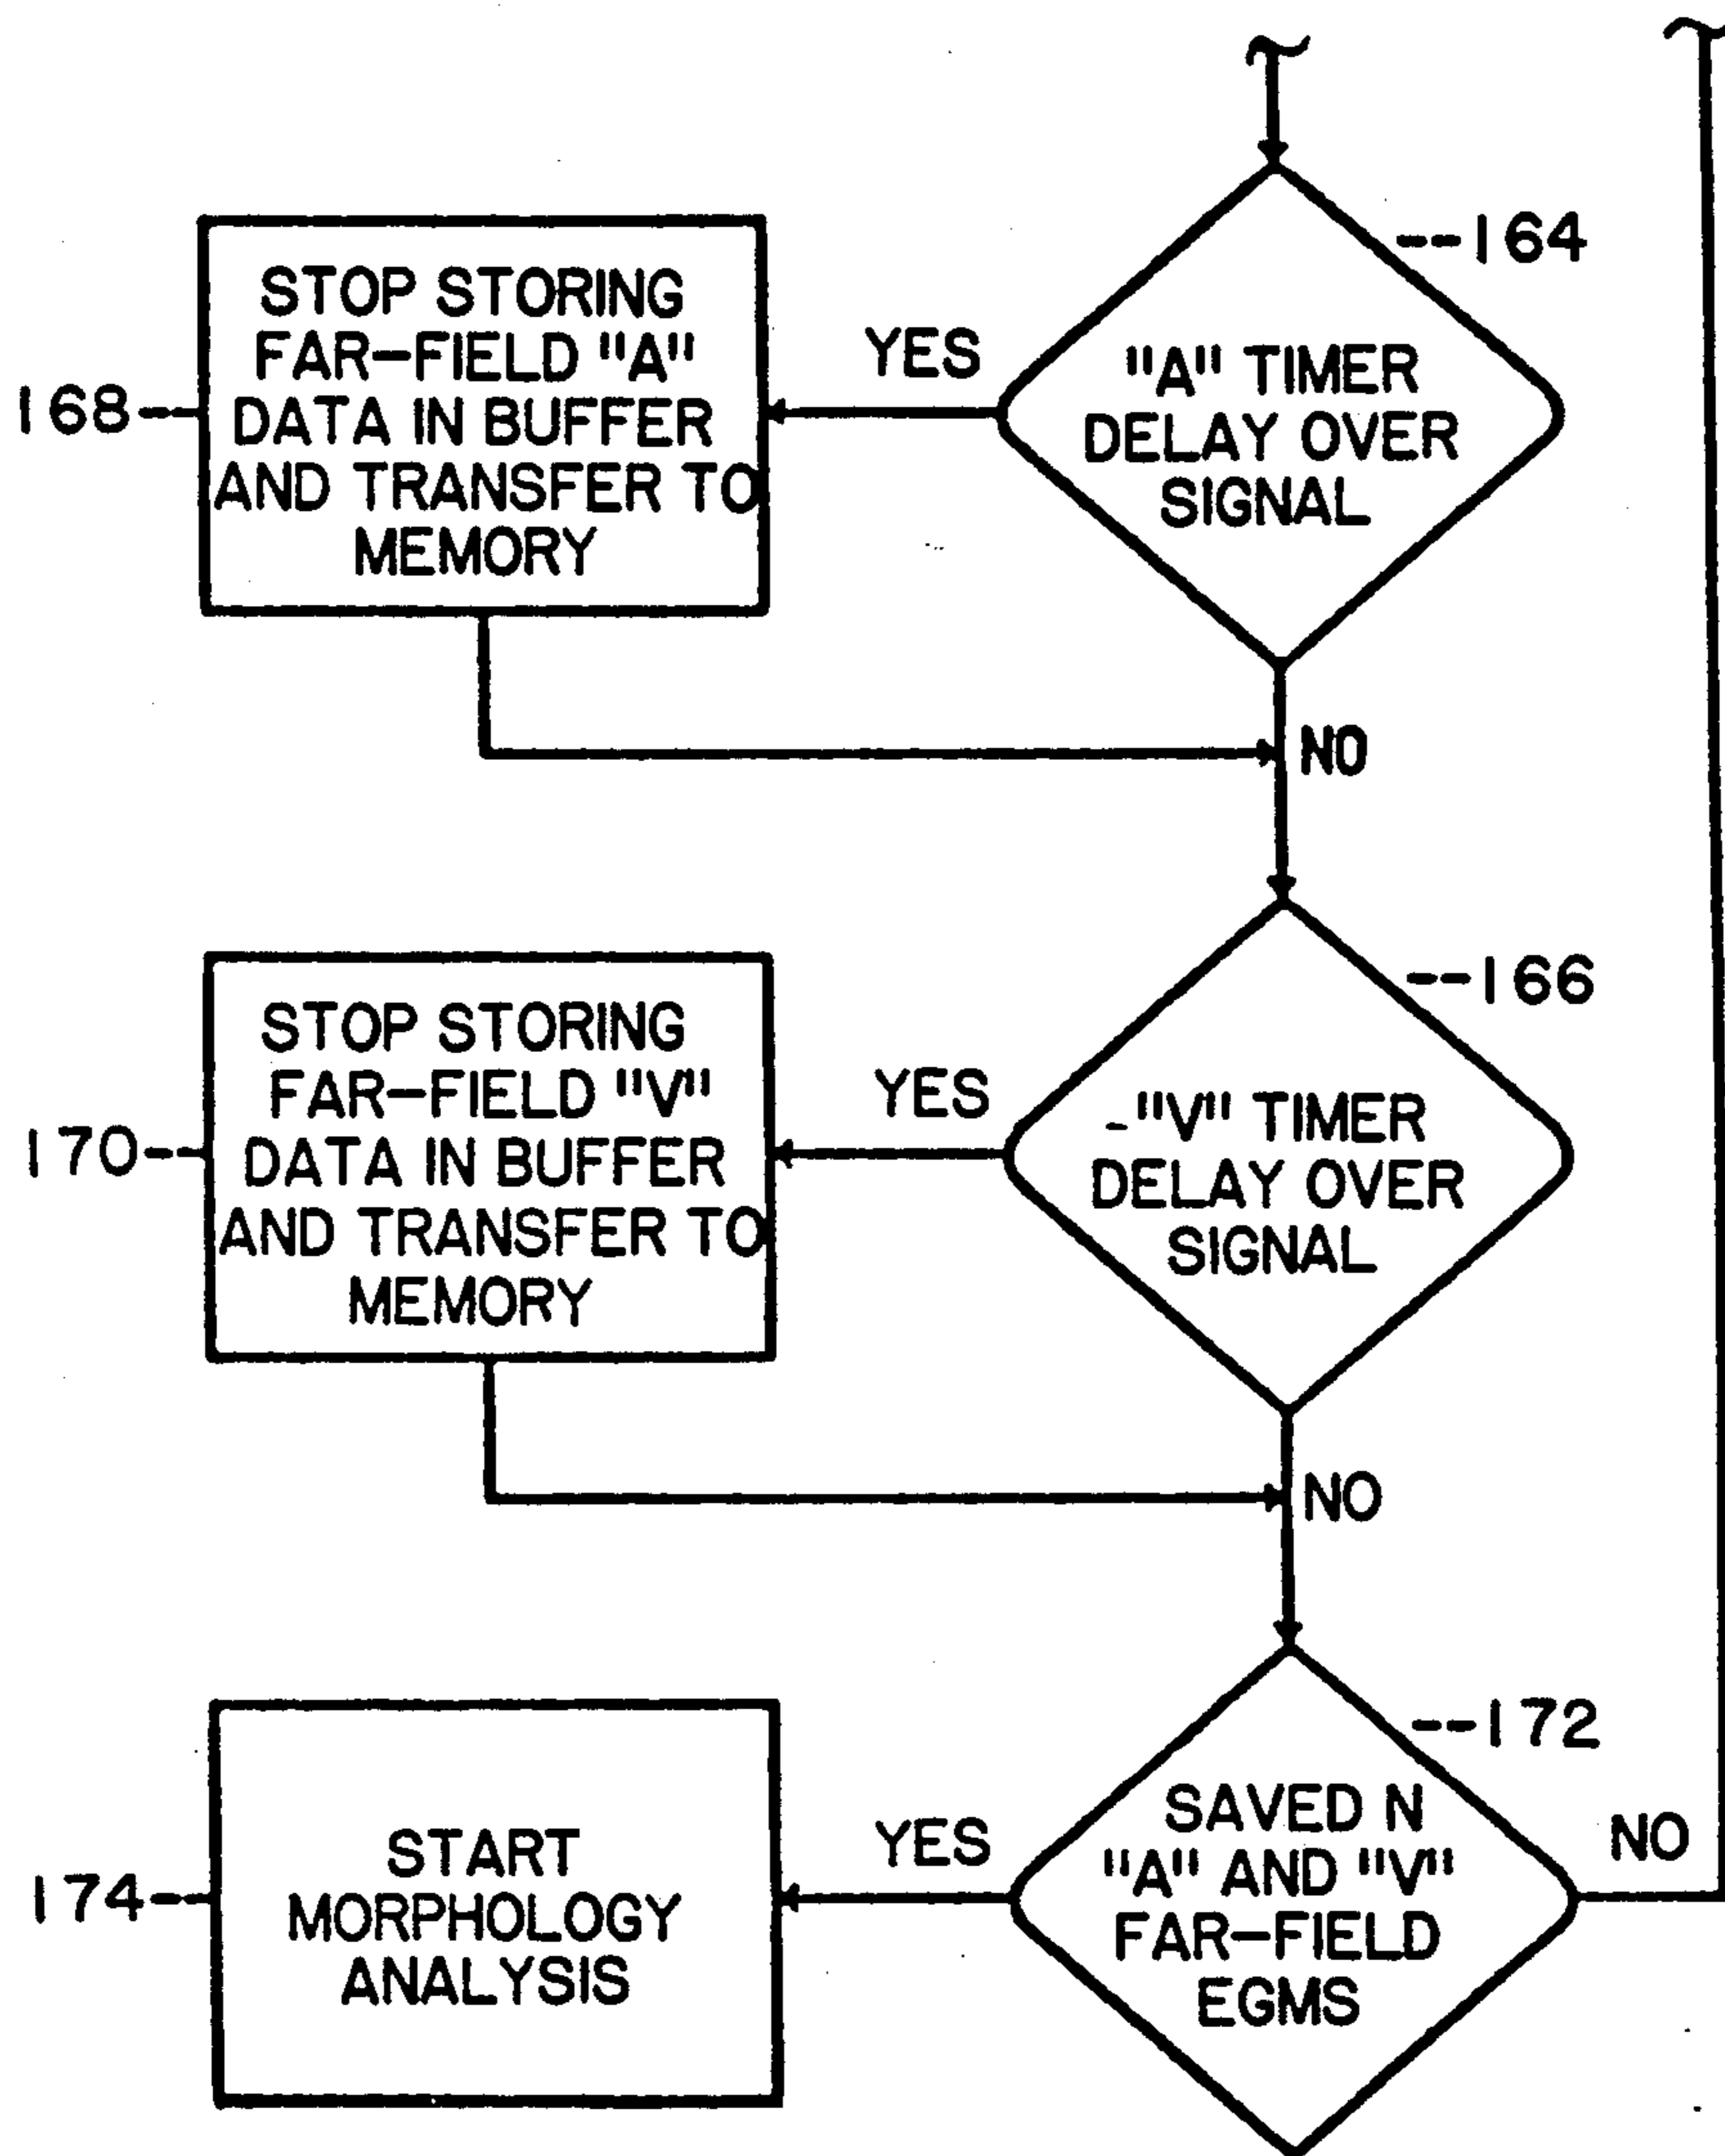 164
"A" TIMER
DELAY OVER
SIGNAL
YES
NO
168
STOP STORING
FAR-FIELD "A"
DATA IN BUFFER
AND TRANSFER TO
MEMORY
166
"V" TIMER
DELAY OVER
SIGNAL
YES
NO
170
STOP STORING
FAR-FIELD "V"
DATA IN BUFFER
AND TRANSFER TO
MEMORY
172
SAVED N
"A" AND "V"
FAR-FIELD
EGMS
YES
NO
174
START
MORPHOLOGY
ANALYSIS